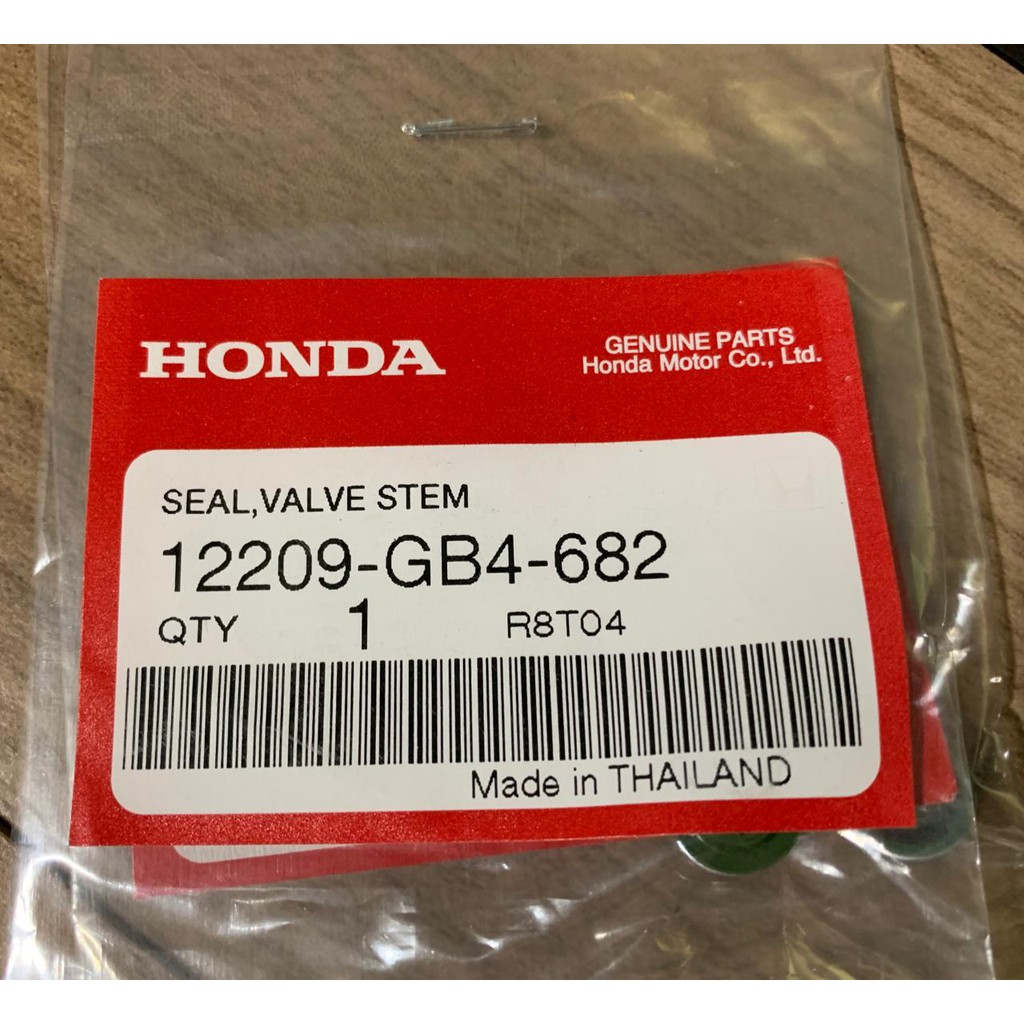 HONDA
GENUINE PARTS
Honda Motor Co., Ltd.
SEAL,VALVE STEM
12209-GB4-682
QTY 1 R8T04
Made in THAILAND